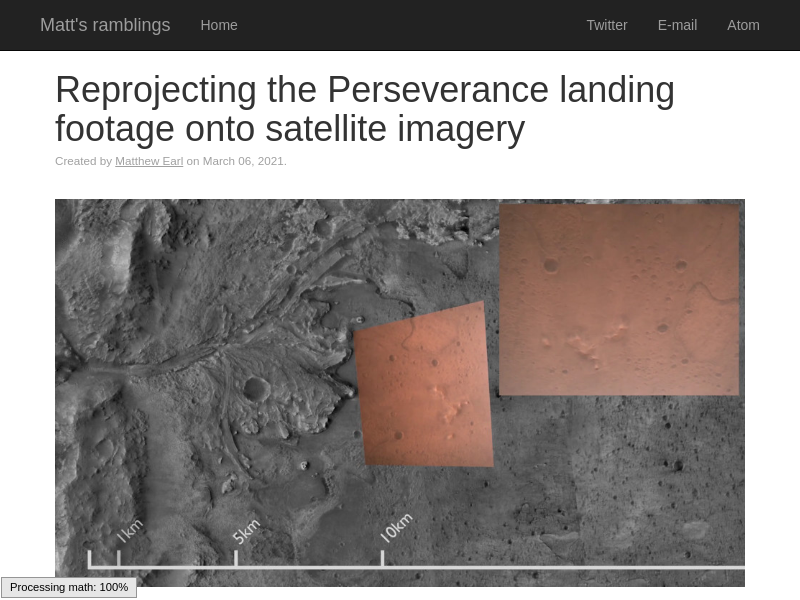 Matt's ramblings Home Twitter E-mail Atom
Reprojecting the Perseverance landing
footage onto satellite imagery
Created by Matthew Earl on March 06, 2021.
1km 5km 10km
Processing math: 100%